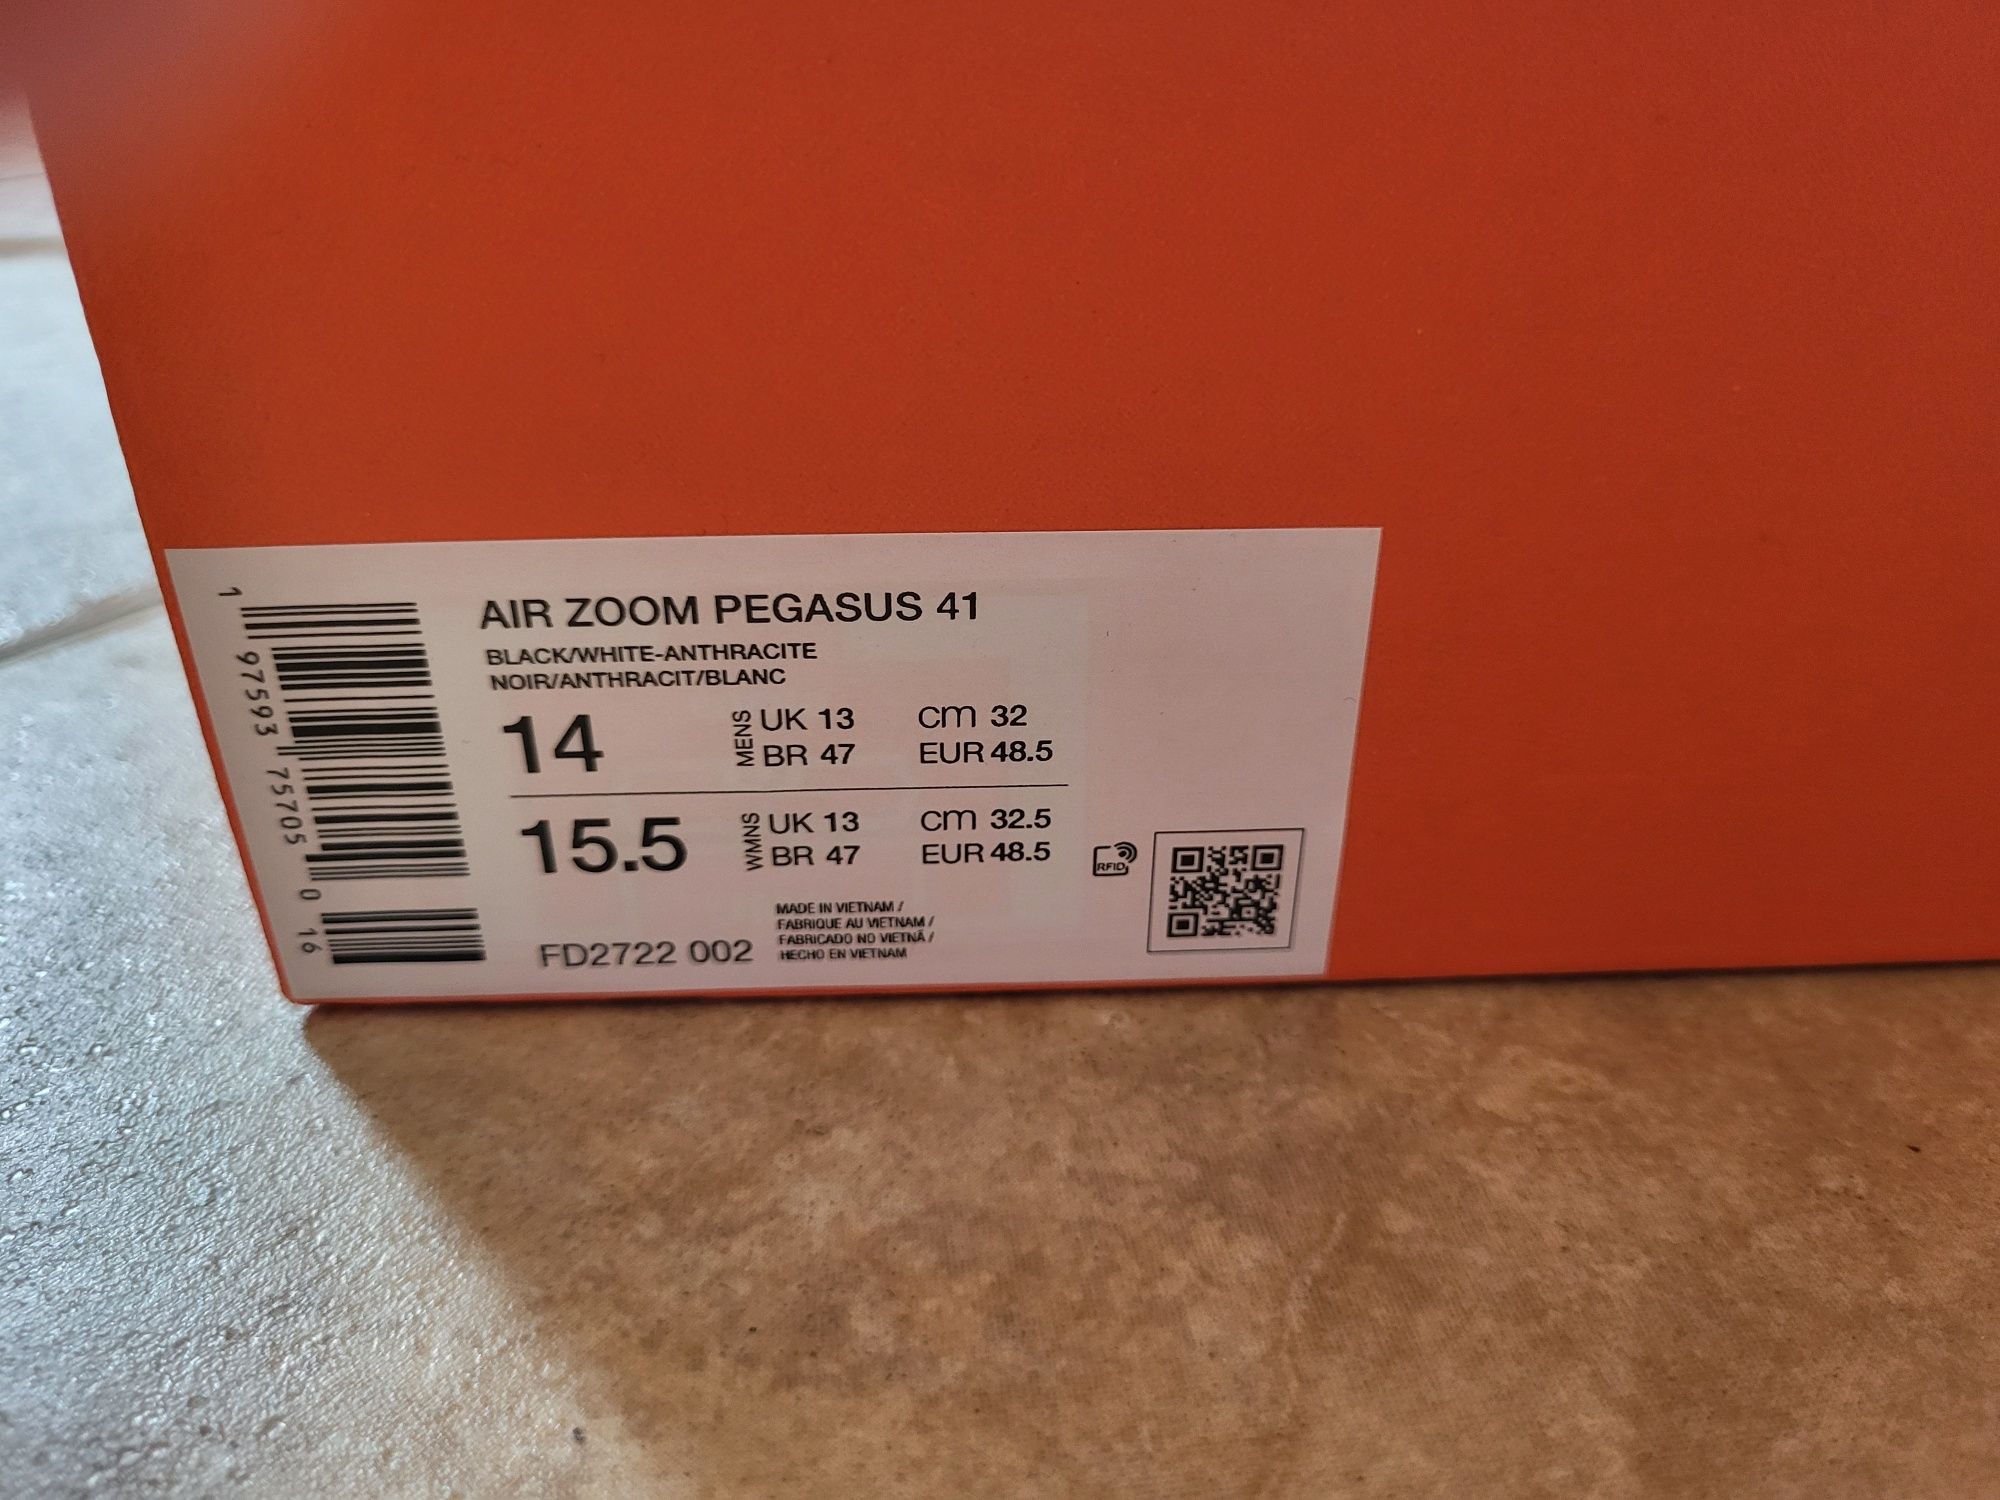 AIR ZOOM PEGASUS 41
BLACK/WHITE-ANTHRACITE
NOIR/ANTHRACIT/BLANC
14 MENS UK 13 cm 32
BR 47 EUR 48.5
15.5 WMNS UK 13 cm 32.5
BR 47 EUR 48.5
RFID
MADE IN VIETNAM /
FABRIQUE AU VIETNAM /
FABRICADO NO VIETNÃ /
HECHO EN VIETNAM
FD2722 002
1 97593 75705 0 16